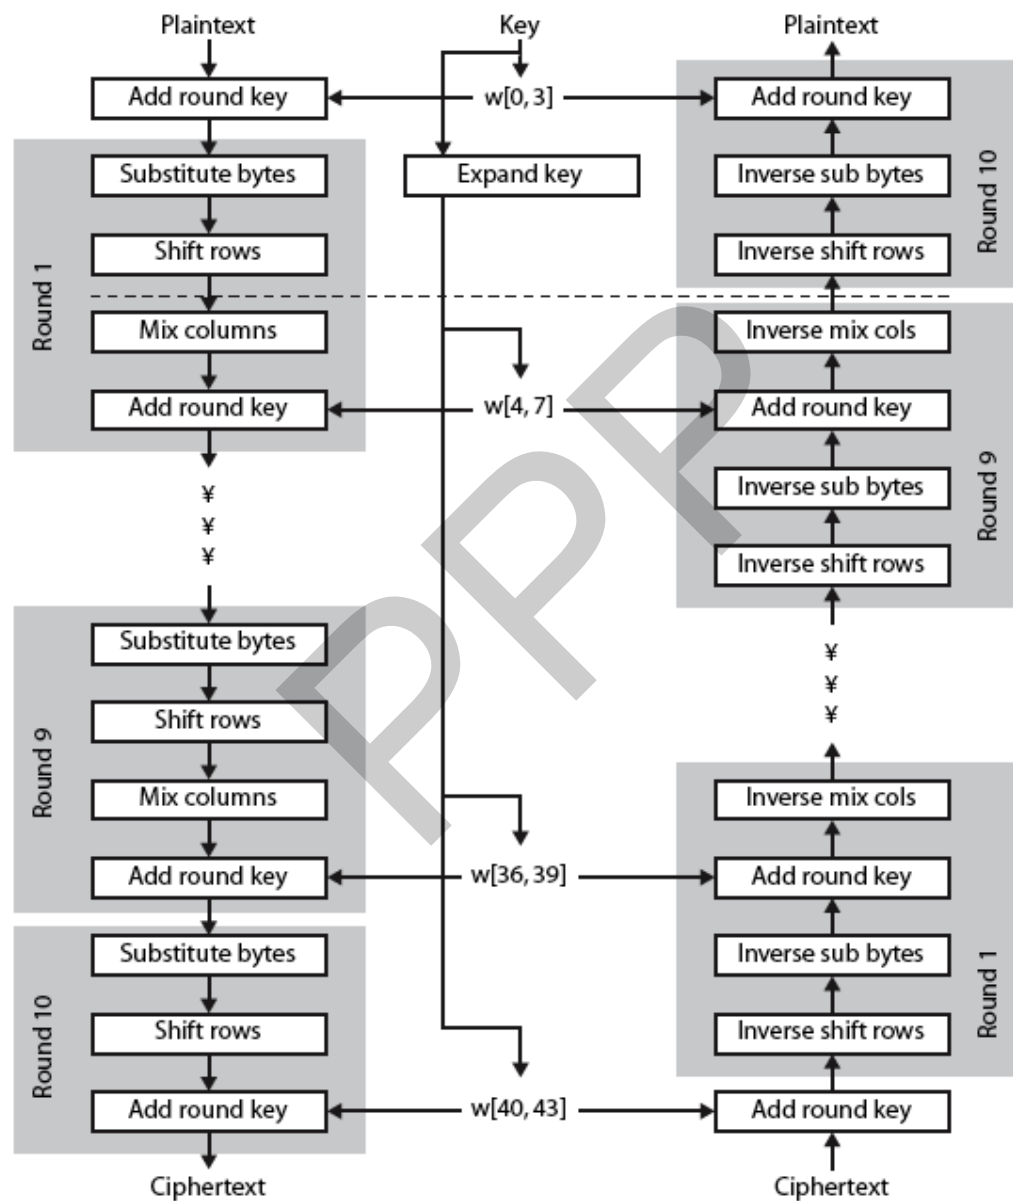 Plaintext
Add round key
Round 1
Substitute bytes
Shift rows
Mix columns
Add round key
¥
¥
¥
Round 9
Substitute bytes
Shift rows
Mix columns
Add round key
Round 10
Substitute bytes
Shift rows
Add round key
Ciphertext
Key
w[0, 3]
Expand key
w[4, 7]
w[36, 39]
w[40, 43]
Plaintext
Add round key
Inverse sub bytes
Inverse shift rows
Round 10
Inverse mix cols
Add round key
Inverse sub bytes
Inverse shift rows
Round 9
¥
¥
¥
Inverse mix cols
Add round key
Inverse sub bytes
Inverse shift rows
Round 1
Add round key
Ciphertext
PPP